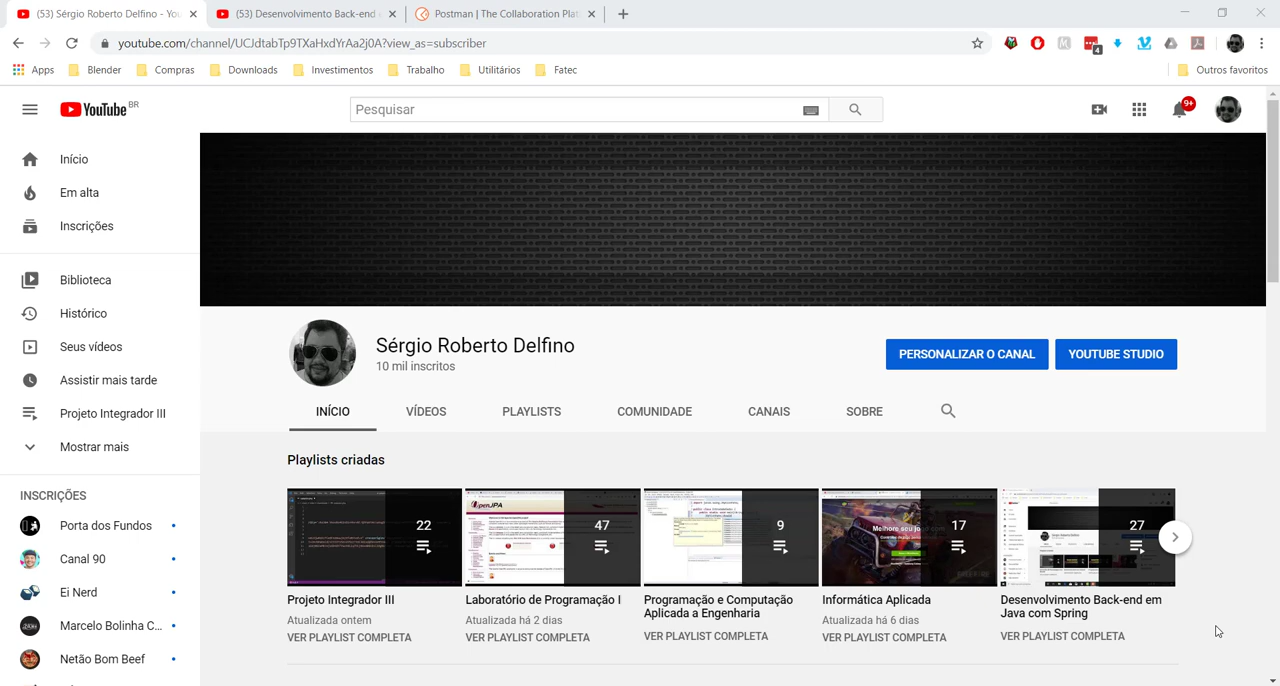 (53) Sérgio Roberto Delfino - You
(53) Desenvolvimento Back-end
Postman | The Collaboration Plat
youtube.com/channel/UCJdtabTp9TXaHxdYrAa2j0A?view_as=subscriber
4
Apps
Blender
Compras
Downloads
Investimentos
Trabalho
Utilitários
Fatec
Outros favoritos
YouTube BR
Pesquisar
9+
Início
Em alta
Inscrições
Biblioteca
Histórico
Seus vídeos
Assistir mais tarde
Projeto Integrador III
Mostrar mais
INSCRIÇÕES
Porta dos Fundos
Canal 90
Ei Nerd
Marcelo Bolinha C...
Netão Bom Beef
Sérgio Roberto Delfino
10 mil inscritos
PERSONALIZAR O CANAL
YOUTUBE STUDIO
INÍCIO
VÍDEOS
PLAYLISTS
COMUNIDADE
CANAIS
SOBRE
Playlists criadas
22
47
9
17
27
OpenJPA
Melhore seu jogo com
Projeto Integrador III
Atualizada ontem
VER PLAYLIST COMPLETA
Laboratório de Programação I
Atualizada há 2 dias
VER PLAYLIST COMPLETA
Programação e Computação
Aplicada a Engenharia
VER PLAYLIST COMPLETA
Informática Aplicada
Atualizada há 6 dias
VER PLAYLIST COMPLETA
Desenvolvimento Back-end em
Java com Spring
VER PLAYLIST COMPLETA